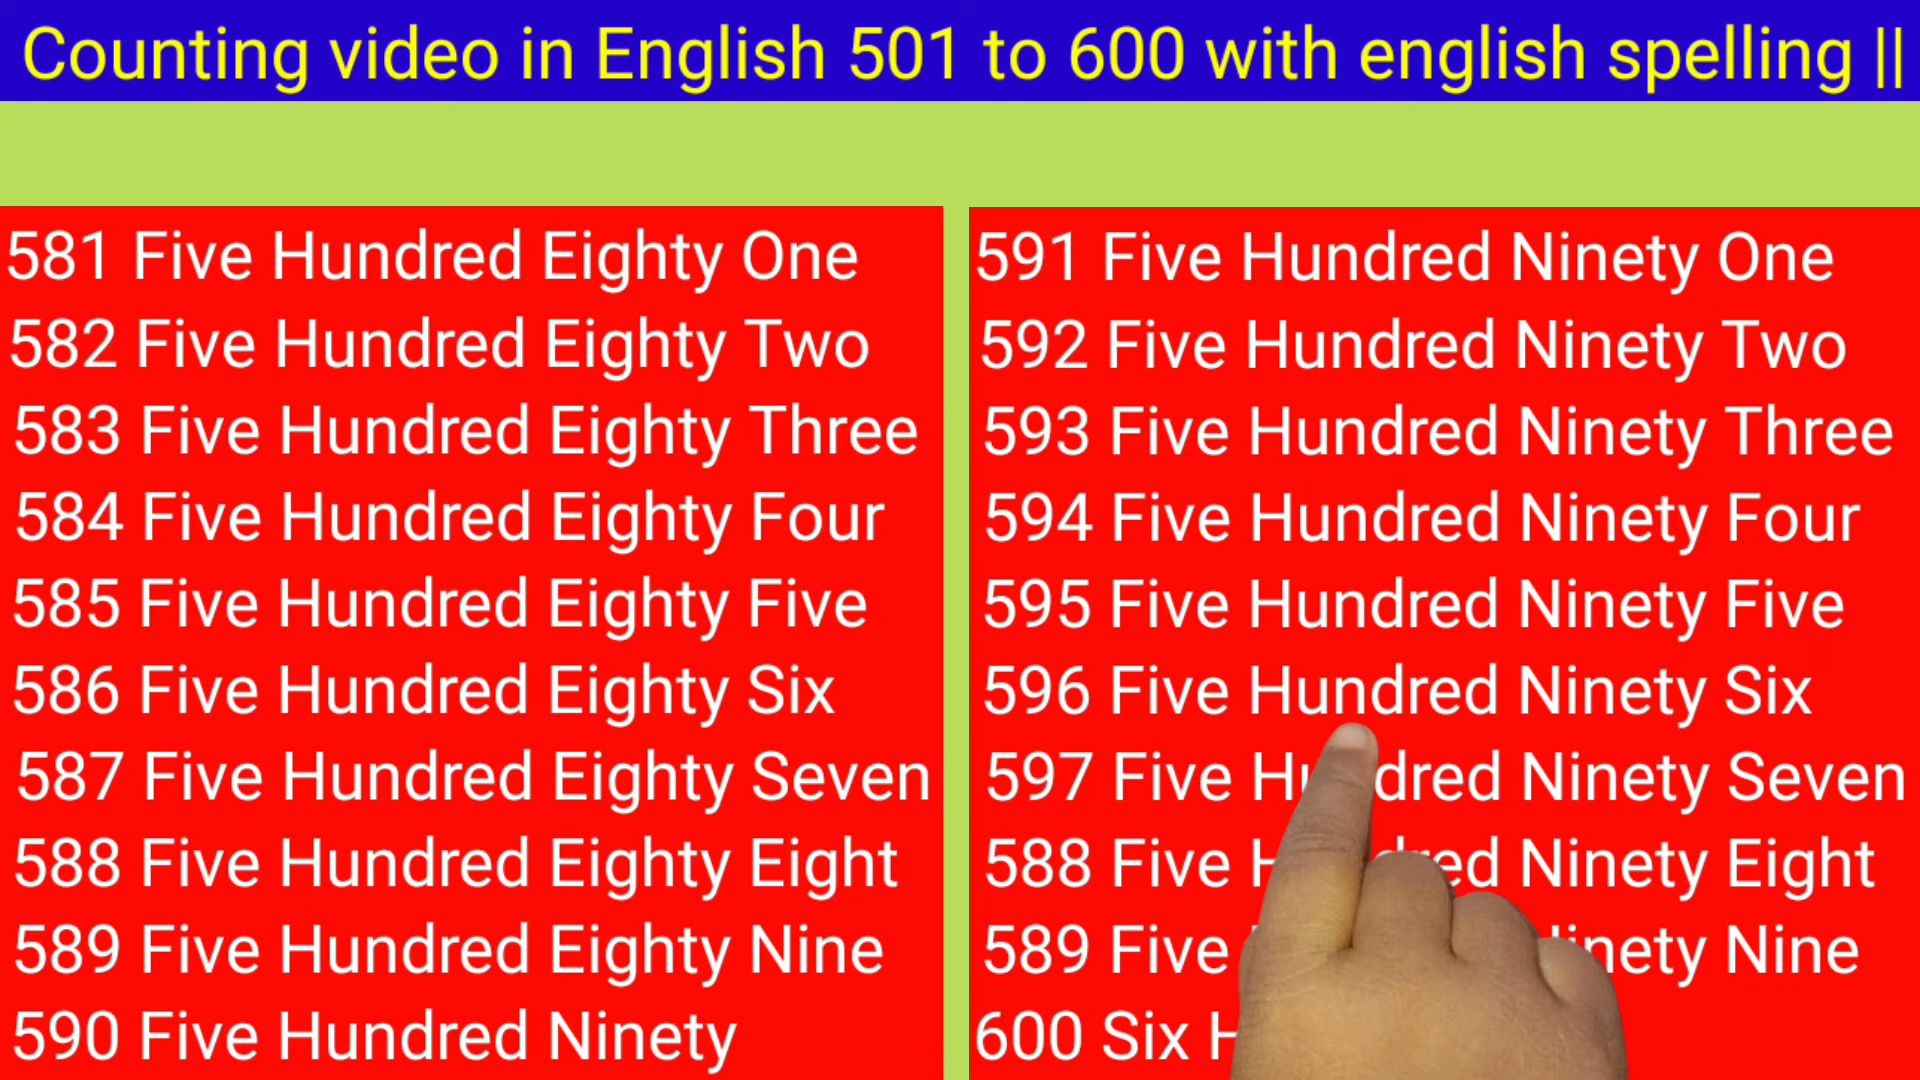 Counting video in English 501 to 600 with english spelling ||
581 Five Hundred Eighty One
582 Five Hundred Eighty Two
583 Five Hundred Eighty Three
584 Five Hundred Eighty Four
585 Five Hundred Eighty Five
586 Five Hundred Eighty Six
587 Five Hundred Eighty Seven
588 Five Hundred Eighty Eight
589 Five Hundred Eighty Nine
590 Five Hundred Ninety
591 Five Hundred Ninety One
592 Five Hundred Ninety Two
593 Five Hundred Ninety Three
594 Five Hundred Ninety Four
595 Five Hundred Ninety Five
596 Five Hundred Ninety Six
597 Five Hundred Ninety Seven
588 Five Hundred Ninety Eight
589 Five Ninety Nine
600 Six